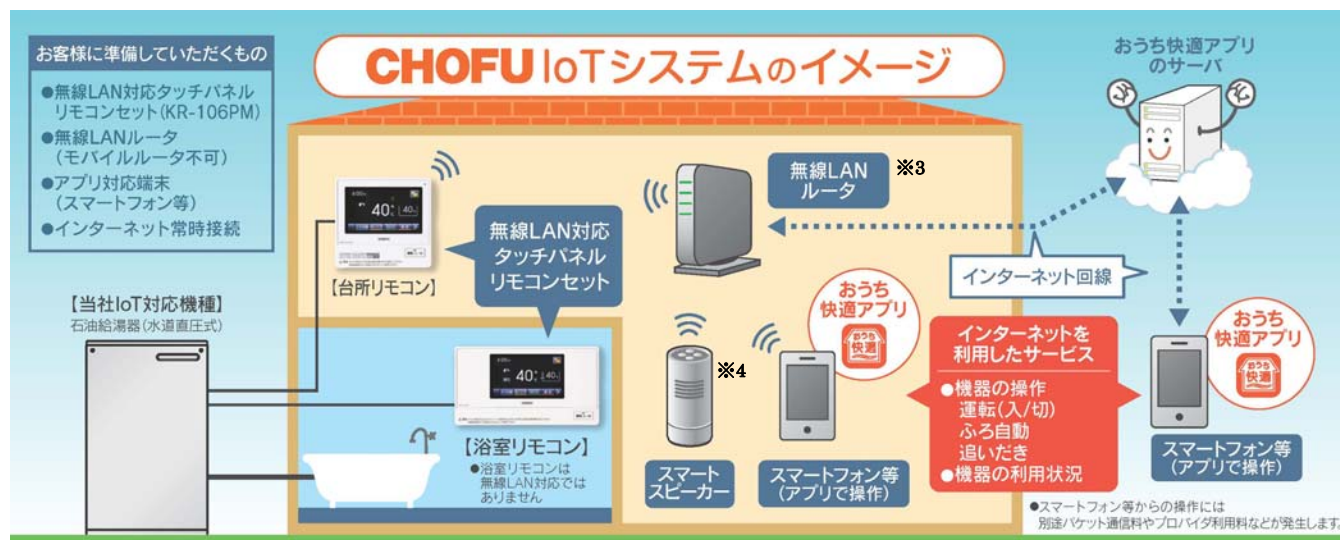 CHOFU IoTシステムのイメージ
お客様に準備していただくもの
●無線LAN対応タッチパネル
リモコンセット(KR-106PM)
●無線LANルータ
(モバイルルータ不可)
●アプリ対応端末
(スマートフォン等)
●インターネット常時接続
【当社IoT対応機種】
石油給湯器(水道直圧式)
40
40
【台所リモコン】
無線LAN対応
タッチパネル
リモコンセット
40
40
【浴室リモコン】
●浴室リモコンは
無線LAN対応では
ありません
無線LAN
ルータ
※3
※4
スマート
スピーカー
おうち
快適アプリ
おうち
快適
スマートフォン等
(アプリで操作)
インターネットを
利用したサービス
●機器の操作
運転(入/切)
ふろ自動
追いだき
●機器の利用状況
おうち快適アプリ
のサーバ
インターネット回線
おうち
快適アプリ
おうち
快適
スマートフォン等
(アプリで操作)
●スマートフォン等からの操作には
別途パケット通信料やプロバイダ利用料などが発生します。